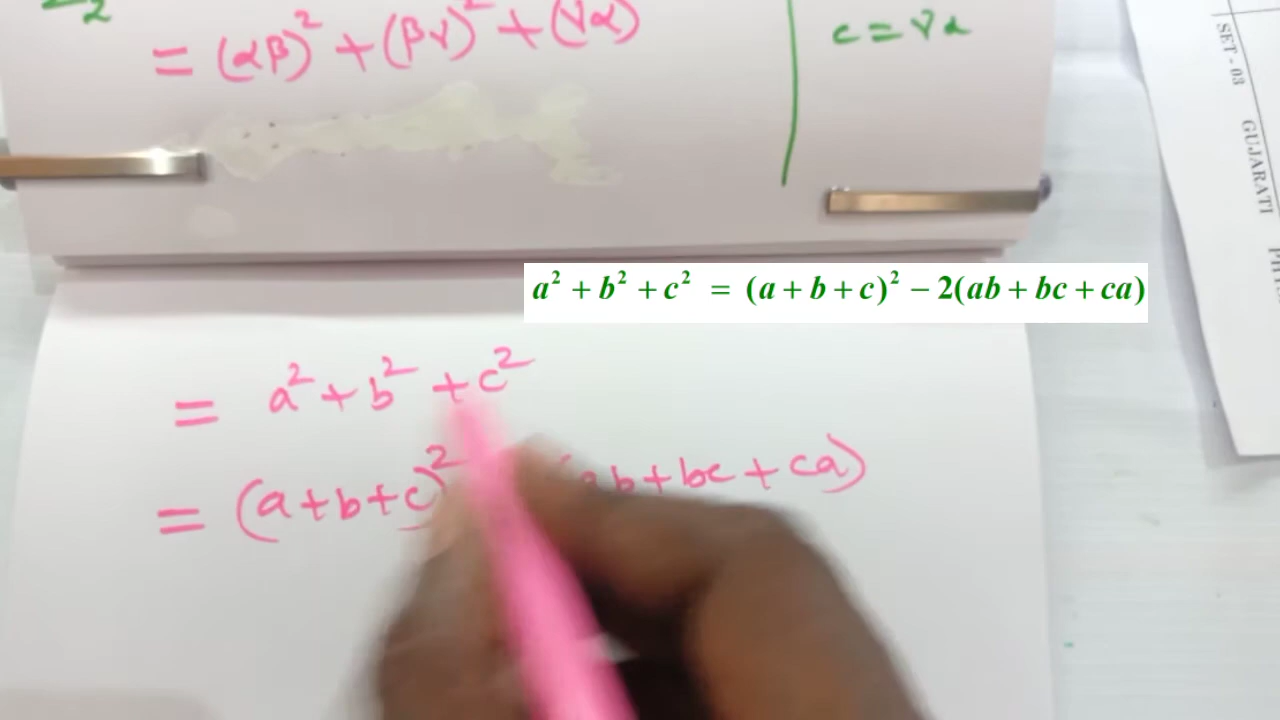 2
= (αβ)² + (βγ)² + (γα)
c = γα
SET - 03
GUJARATI
a² + b² + c² = (a + b + c)² − 2(ab + bc + ca)
= a² + b² + c²
= (a + b + c)² (ab + bc + ca)